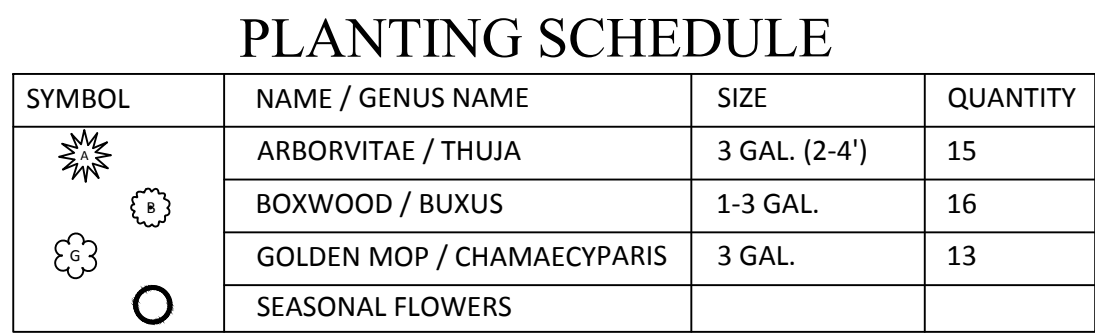 PLANTING SCHEDULE
SYMBOL NAME / GENUS NAME SIZE QUANTITY
A ARBORVITAE / THUJA 3 GAL. (2-4') 15
B BOXWOOD / BUXUS 1-3 GAL. 16
G GOLDEN MOP / CHAMAECYPARIS 3 GAL. 13
SEASONAL FLOWERS